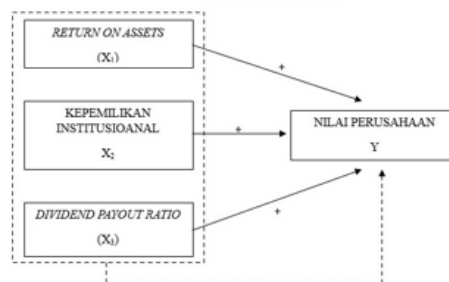 RETURN ON ASSETS
(X₁)
+
KEPEMILIKAN
INSTITUSIOANAL
X₂
+
NILAI PERUSAHAAN
Y
DIVIDEND PAYOUT RATIO
(X₃)
+